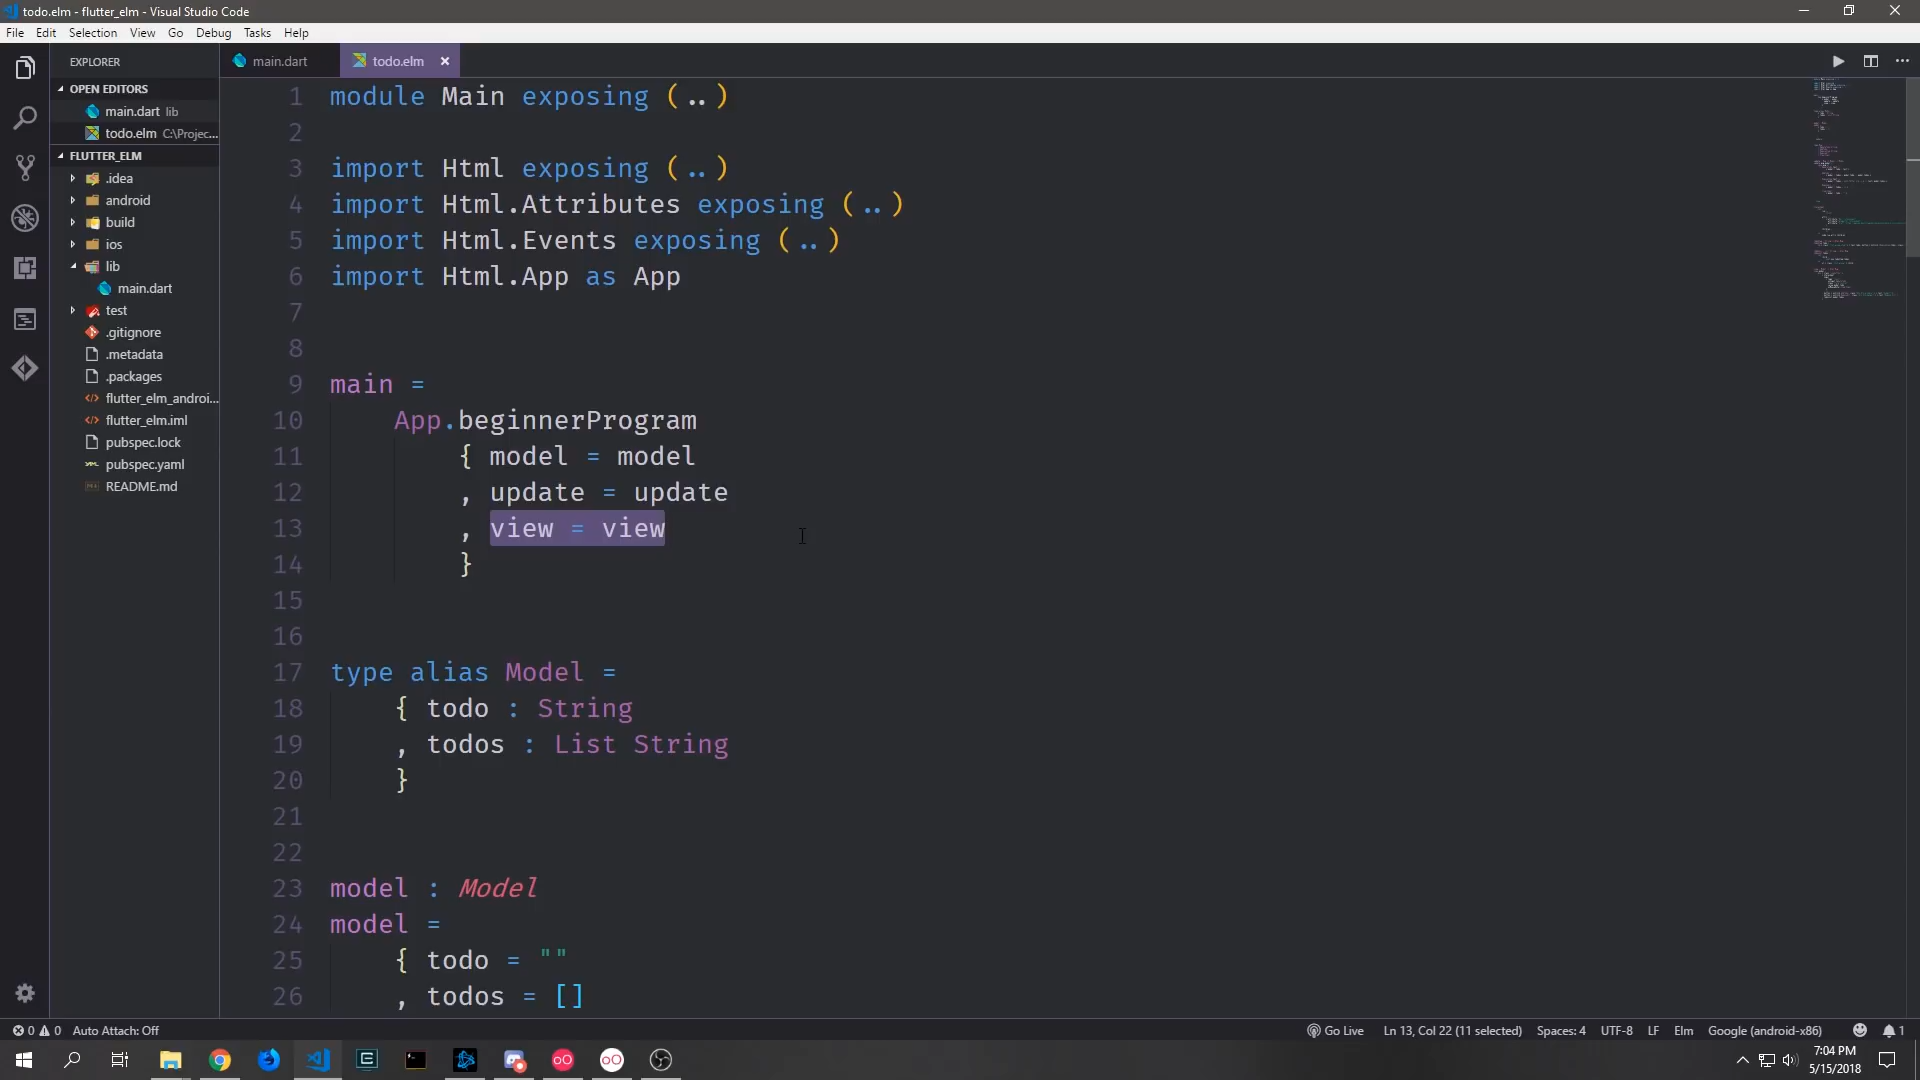 todo.elm - flutter_elm - Visual Studio Code
File Edit Selection View Go Debug Tasks Help
EXPLORER
OPEN EDITORS
main.dart lib
todo.elm C:\Projec...
FLUTTER_ELM
.idea
android
build
ios
lib
main.dart
test
.gitignore
.metadata
.packages
flutter_elm_androi...
flutter_elm.iml
pubspec.lock
pubspec.yaml
README.md
main.dart
todo.elm
1 module Main exposing (..)
2
3 import Html exposing (..)
4 import Html.Attributes exposing (..)
5 import Html.Events exposing (..)
6 import Html.App as App
7
8
9 main =
10 App.beginnerProgram
11 { model = model
12 , update = update
13 , view = view
14 }
15
16
17 type alias Model =
18 { todo : String
19 , todos : List String
20 }
21
22
23 model : Model
24 model =
25 { todo = ""
26 , todos = []
0 0 Auto Attach: Off
Go Live Ln 13, Col 22 (11 selected) Spaces: 4 UTF-8 LF Elm Google (android-x86) 1
7:04 PM
5/15/2018